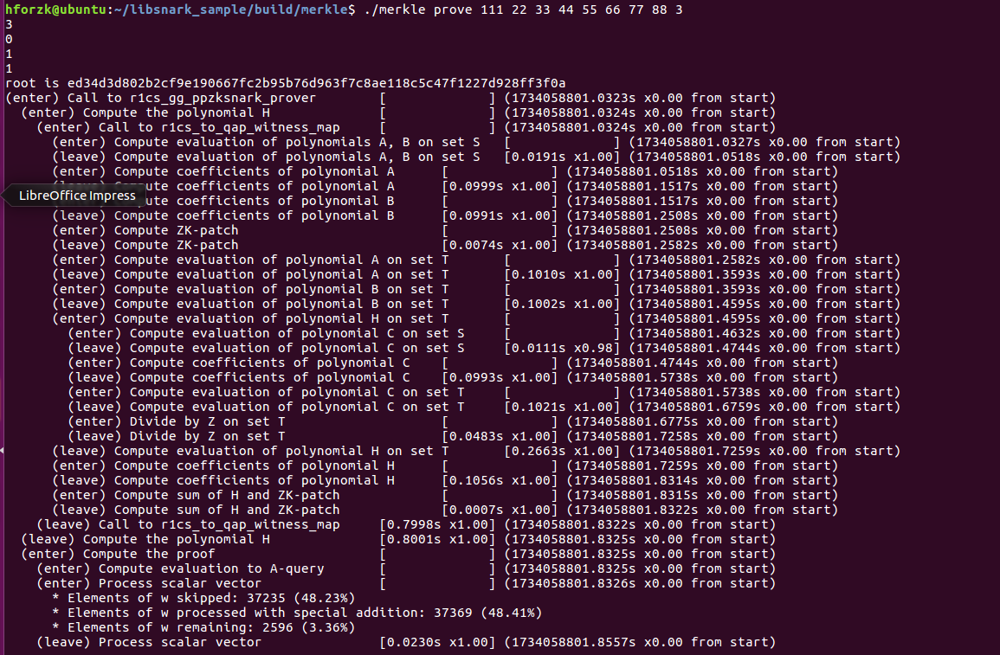 hforzk@ubuntu:~/libsnark_sample/build/merkle$ ./merkle prove 111 22 33 44 55 66 77 88 3
3
0
1
1
root is ed34d3d802b2cf9e190667fc2b95b76d963f7c8ae118c5c47f1227d928ff3f0a
(enter) Call to r1cs_gg_ppzksnark_prover        [             ] (1734058801.0323s x0.00 from start)
  (enter) Compute the polynomial H              [             ] (1734058801.0324s x0.00 from start)
    (enter) Call to r1cs_to_qap_witness_map     [             ] (1734058801.0324s x0.00 from start)
      (enter) Compute evaluation of polynomials A, B on set S   [             ] (1734058801.0327s x0.00 from start)
      (leave) Compute evaluation of polynomials A, B on set S   [0.0191s x1.00] (1734058801.0518s x0.00 from start)
      (enter) Compute coefficients of polynomial A      [             ] (1734058801.0518s x0.00 from start)
      (leave) Compute coefficients of polynomial A      [0.0999s x1.00] (1734058801.1517s x0.00 from start)
LibreOffice Impress
ute coefficients of polynomial B      [             ] (1734058801.1517s x0.00 from start)
      (leave) Compute coefficients of polynomial B      [0.0991s x1.00] (1734058801.2508s x0.00 from start)
      (enter) Compute ZK-patch                          [             ] (1734058801.2508s x0.00 from start)
      (leave) Compute ZK-patch                          [0.0074s x1.00] (1734058801.2582s x0.00 from start)
      (enter) Compute evaluation of polynomial A on set T       [             ] (1734058801.2582s x0.00 from start)
      (leave) Compute evaluation of polynomial A on set T       [0.1010s x1.00] (1734058801.3593s x0.00 from start)
      (enter) Compute evaluation of polynomial B on set T       [             ] (1734058801.3593s x0.00 from start)
      (leave) Compute evaluation of polynomial B on set T       [0.1002s x1.00] (1734058801.4595s x0.00 from start)
      (enter) Compute evaluation of polynomial H on set T       [             ] (1734058801.4595s x0.00 from start)
        (enter) Compute evaluation of polynomial C on set S     [             ] (1734058801.4632s x0.00 from start)
        (leave) Compute evaluation of polynomial C on set S     [0.0111s x0.98] (1734058801.4744s x0.00 from start)
        (enter) Compute coefficients of polynomial C    [             ] (1734058801.4744s x0.00 from start)
        (leave) Compute coefficients of polynomial C    [0.0993s x1.00] (1734058801.5738s x0.00 from start)
        (enter) Compute evaluation of polynomial C on set T     [             ] (1734058801.5738s x0.00 from start)
        (leave) Compute evaluation of polynomial C on set T     [0.1021s x1.00] (1734058801.6759s x0.00 from start)
        (enter) Divide by Z on set T                    [             ] (1734058801.6775s x0.00 from start)
        (leave) Divide by Z on set T                    [0.0483s x1.00] (1734058801.7258s x0.00 from start)
      (leave) Compute evaluation of polynomial H on set T       [0.2663s x1.00] (1734058801.7259s x0.00 from start)
      (enter) Compute coefficients of polynomial H      [             ] (1734058801.7259s x0.00 from start)
      (leave) Compute coefficients of polynomial H      [0.1056s x1.00] (1734058801.8314s x0.00 from start)
      (enter) Compute sum of H and ZK-patch             [             ] (1734058801.8315s x0.00 from start)
      (leave) Compute sum of H and ZK-patch             [0.0007s x1.00] (1734058801.8322s x0.00 from start)
    (leave) Call to r1cs_to_qap_witness_map     [0.7998s x1.00] (1734058801.8322s x0.00 from start)
  (leave) Compute the polynomial H              [0.8001s x1.00] (1734058801.8325s x0.00 from start)
  (enter) Compute the proof                     [             ] (1734058801.8325s x0.00 from start)
    (enter) Compute evaluation to A-query       [             ] (1734058801.8325s x0.00 from start)
    (enter) Process scalar vector               [             ] (1734058801.8326s x0.00 from start)
      * Elements of w skipped: 37235 (48.23%)
      * Elements of w processed with special addition: 37369 (48.41%)
      * Elements of w remaining: 2596 (3.36%)
    (leave) Process scalar vector               [0.0230s x1.00] (1734058801.8557s x0.00 from start)